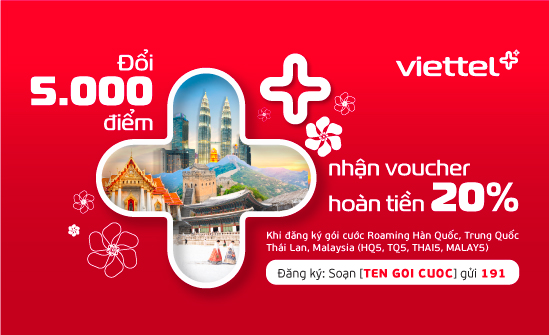 Đổi
5.000
điểm
viettel
nhận voucher
hoàn tiền 20%
Khi đăng ký gói cước Roaming Hàn Quốc, Trung Quốc
Thái Lan, Malaysia (HQ5, TQ5, THAI5, MALAY5)
Đăng ký: Soạn [TEN GOI CUOC] gửi 191